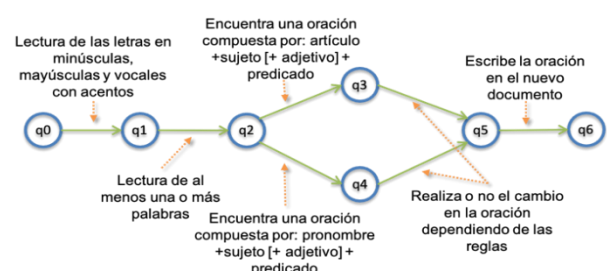 Encuentra una oración
compuesta por: artículo
+sujeto [+ adjetivo] +
predicado
Lectura de las letras en
minúsculas,
mayúsculas y vocales
con acentos
Escribe la oración
en el nuevo
documento
q0
q1
q2
q3
q4
q5
q6
Lectura de al
menos una o más
palabras
Encuentra una oración
compuesta por: pronombre
+sujeto [+ adjetivo] +
predicado
Realiza o no el cambio
en la oración
dependiendo de las
reglas